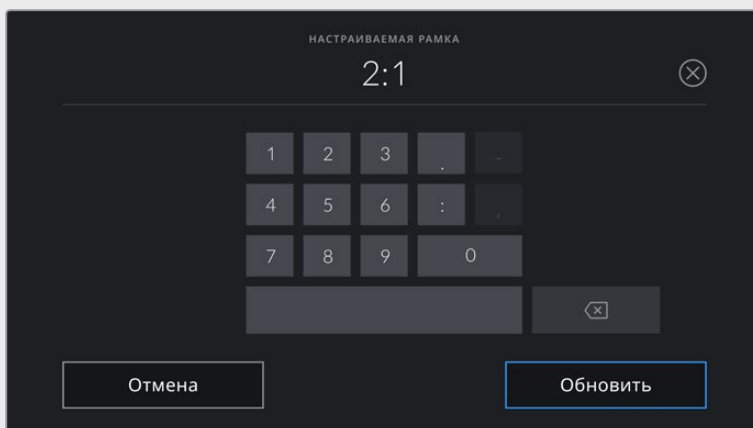 НАСТРАИВАЕМАЯ РАМКА
2:1
1 2 3 . -
4 5 6 : ,
7 8 9 0
Отмена Обновить